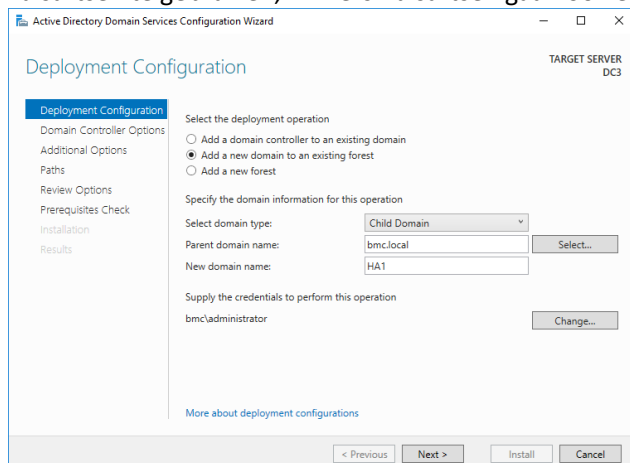 Active Directory Domain Services Configuration Wizard
Deployment Configuration
TARGET SERVER
DC3
Deployment Configuration
Domain Controller Options
Additional Options
Paths
Review Options
Prerequisites Check
Installation
Results
Select the deployment operation
Add a domain controller to an existing domain
Add a new domain to an existing forest
Add a new forest
Specify the domain information for this operation
Select domain type: Child Domain
Parent domain name: bmc.local Select...
New domain name: HA1
Supply the credentials to perform this operation
bmc\administrator Change...
More about deployment configurations
< Previous Next > Install Cancel